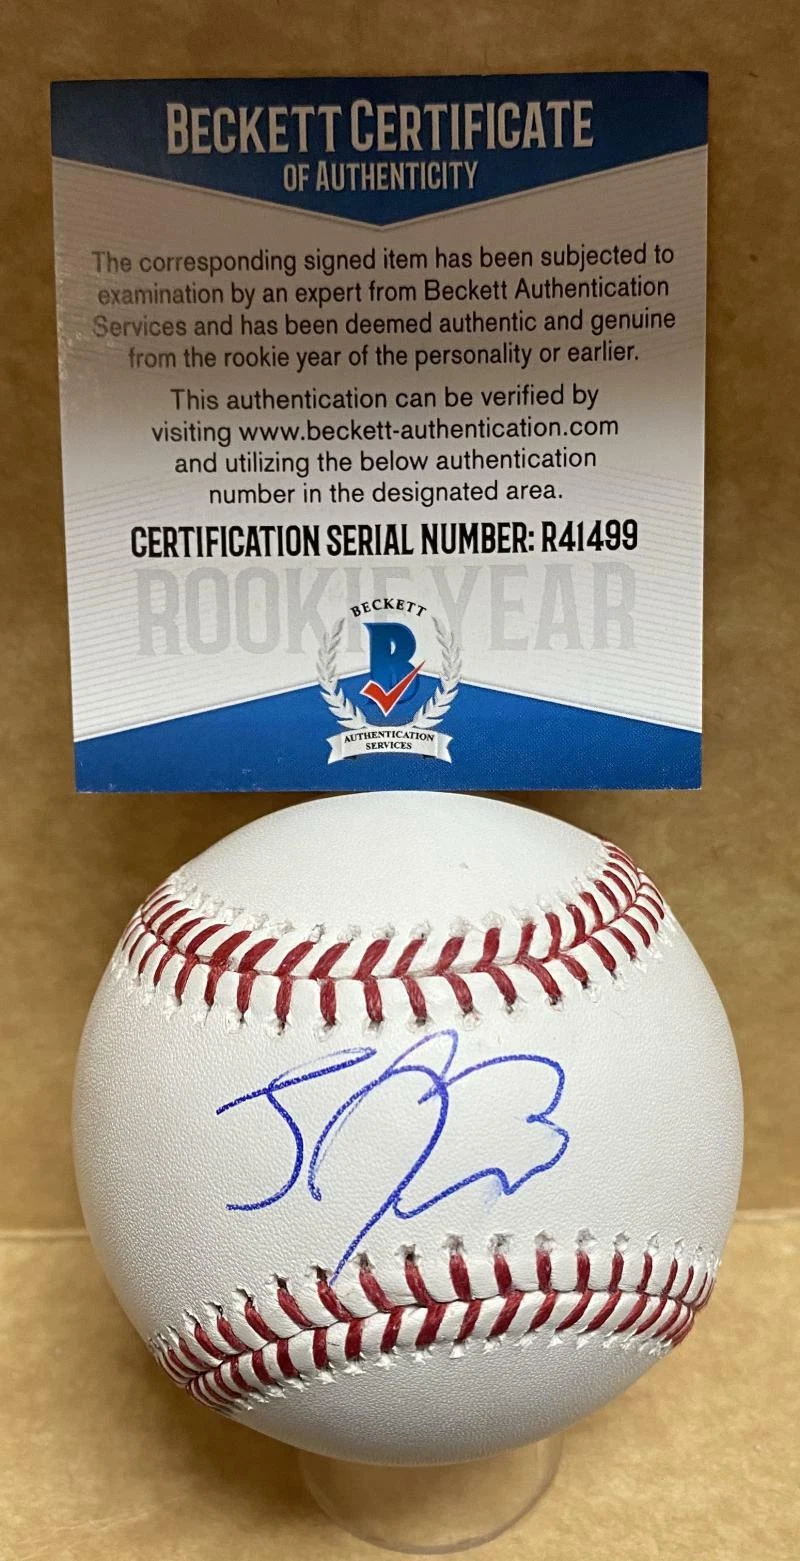 BECKETT CERTIFICATE
OF AUTHENTICITY
The corresponding signed item has been subjected to
examination by an expert from Beckett Authentication
Services and has been deemed authentic and genuine
from the rookie year of the personality or earlier.
This authentication can be verified by
visiting www.beckett-authentication.com
and utilizing the below authentication
number in the designated area.
CERTIFICATION SERIAL NUMBER: R41499
ROOKIE YEAR
BECKETT
B
AUTHENTICATION
SERVICES